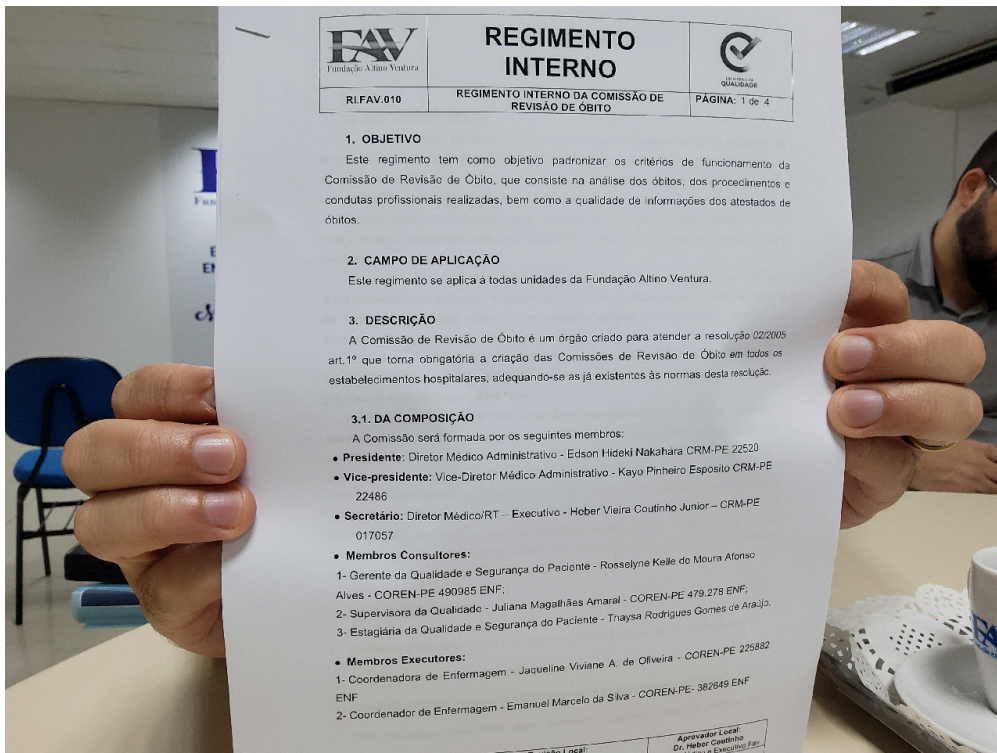 FAV
Fundação Altino Ventura
REGIMENTO
INTERNO
QUALIDADE
RI.FAV.010
REGIMENTO INTERNO DA COMISSÃO DE
REVISÃO DE ÓBITO
PÁGINA: 1 de 4
1. OBJETIVO
Este regimento tem como objetivo padronizar os critérios de funcionamento da
Comissão de Revisão de Óbito, que consiste na análise dos óbitos, dos procedimentos e
condutas profissionais realizadas, bem como a qualidade de informações dos atestados de
óbitos.
2. CAMPO DE APLICAÇÃO
Este regimento se aplica à todas unidades da Fundação Altino Ventura.
3. DESCRIÇÃO
A Comissão de Revisão de Óbito é um órgão criado para atender a resolução 02/2005
art.1º que torna obrigatória a criação das Comissões de Revisão de Óbito em todos os
estabelecimentos hospitalares, adequando-se as já existentes às normas desta resolução.
3.1. DA COMPOSIÇÃO
A Comissão será formada por os seguintes membros:
• Presidente: Diretor Médico Administrativo - Edson Hideki Nakahara CRM-PE 22520
• Vice-presidente: Vice-Diretor Médico Administrativo - Kayo Pinheiro Esposito CRM-PE
22486
• Secretário: Diretor Médico/RT – Executivo - Heber Vieira Coutinho Junior – CRM-PE
017057
• Membros Consultores:
1- Gerente da Qualidade e Segurança do Paciente - Rosselyne Kelle de Moura Afonso
Alves - COREN-PE 490985 ENF;
2- Supervisora da Qualidade - Juliana Magalhães Amaral - COREN-PE 479.278 ENF;
3- Estagiária da Qualidade e Segurança do Paciente - Thaysa Rodrigues Gomes de Araújo.
• Membros Executores:
1- Coordenadora de Enfermagem - Jaqueline Viviane A. de Oliveira - COREN-PE 225882
ENF
2- Coordenador de Enfermagem - Emanuel Marcelo da Silva - COREN-PE- 382649 ENF
Local:
Aprovador Local:
Dr. Heber Coutinho
e Executivo Fav
FAV